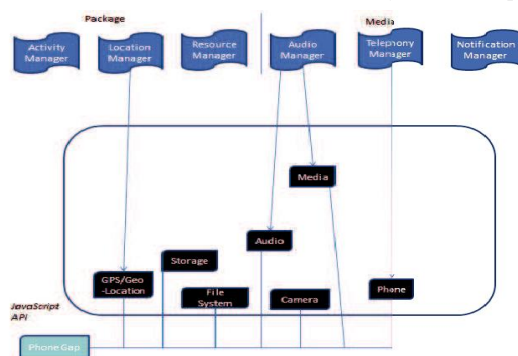 Package
Media
Activity
Manager
Location
Manager
Resource
Manager
Audio
Manager
Telephony
Manager
Notification
Manager
Media
Audio
Storage
GPS/Geo
-Location
File
System
Camera
Phone
JavaScript
API
Phone Gap